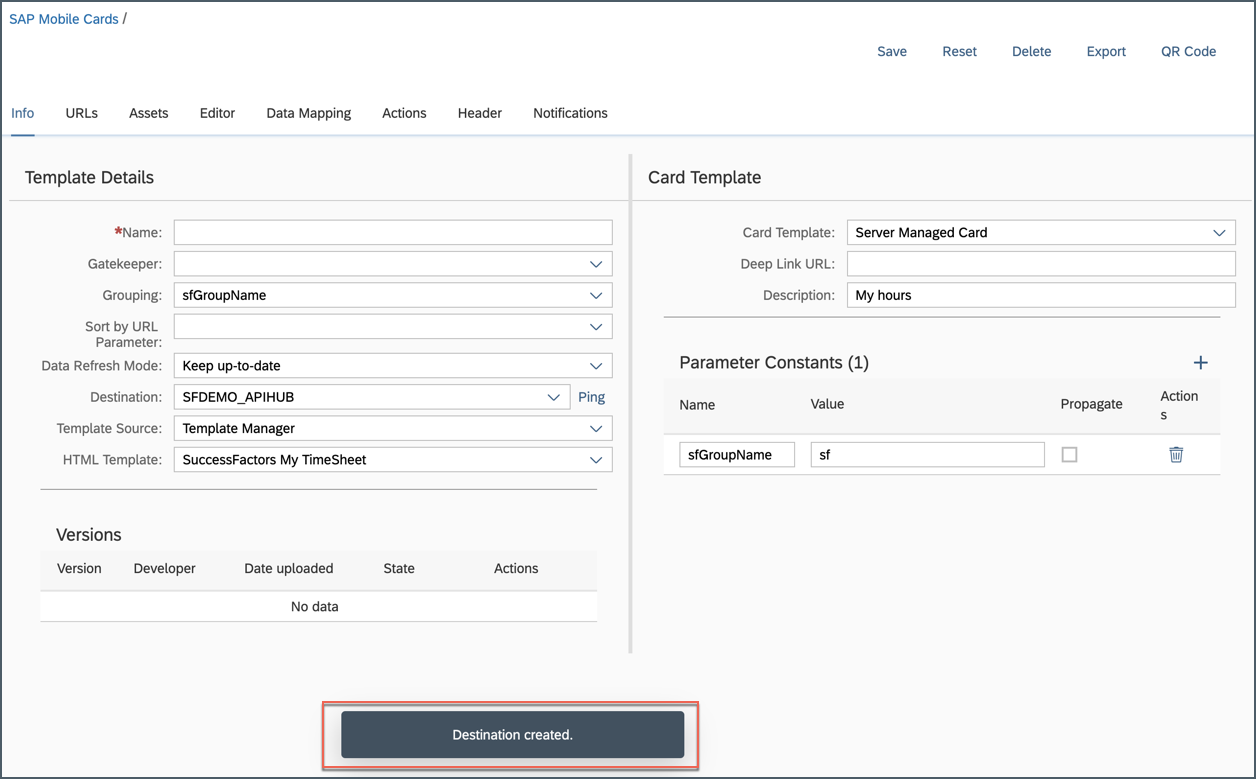 SAP Mobile Cards /
Save Reset Delete Export QR Code
Info URLs Assets Editor Data Mapping Actions Header Notifications
Template Details
*Name:
Gatekeeper:
Grouping: sfGroupName
Sort by URL
Parameter:
Data Refresh Mode: Keep up-to-date
Destination: SFDEMO_APIHUB Ping
Template Source: Template Manager
HTML Template: SuccessFactors My TimeSheet
Versions
Version Developer Date uploaded State Actions
No data
Card Template
Card Template: Server Managed Card
Deep Link URL:
Description: My hours
Parameter Constants (1) +
Name Value Propagate Action
s
sfGroupName sf
Destination created.